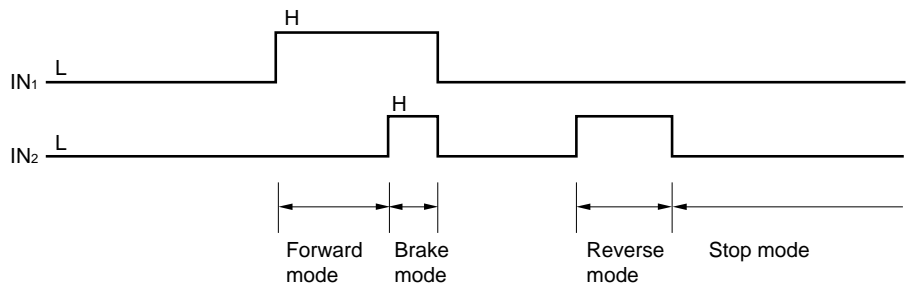 H
L
IN1
H
L
IN2
Forward mode
Brake mode
Reverse mode
Stop mode